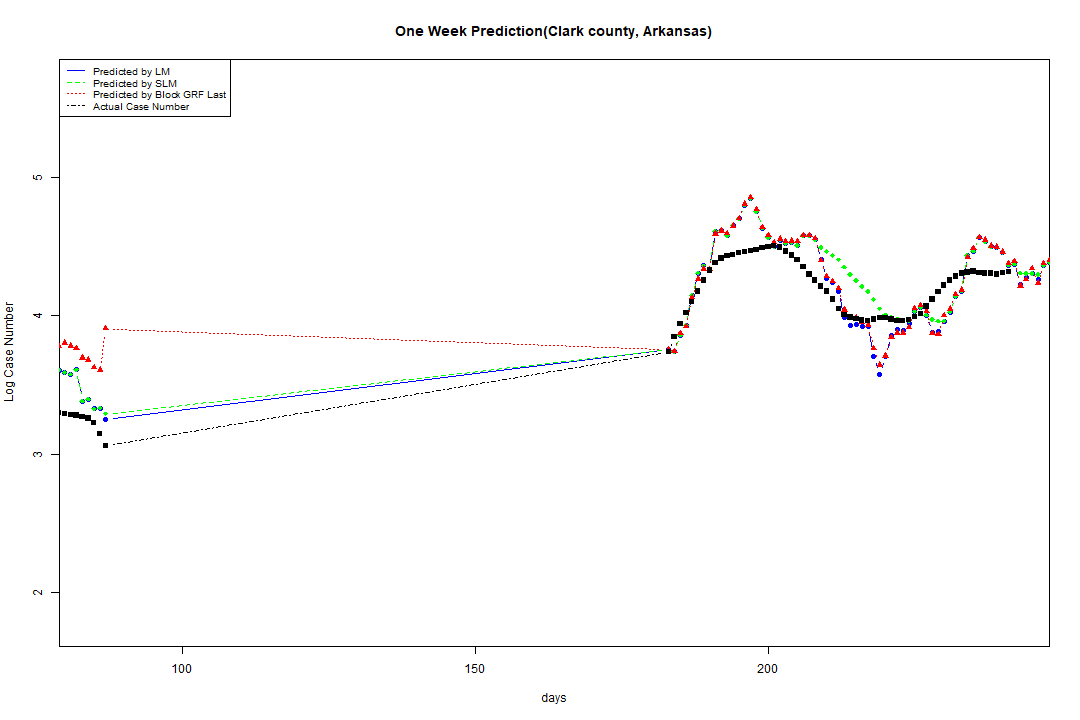 One Week Prediction(Clark county, Arkansas)
Predicted by LM
Predicted by SLM
Predicted by Block GRF Last
Actual Case Number
5
4
3
2
Log Case Number
100 150 200
days